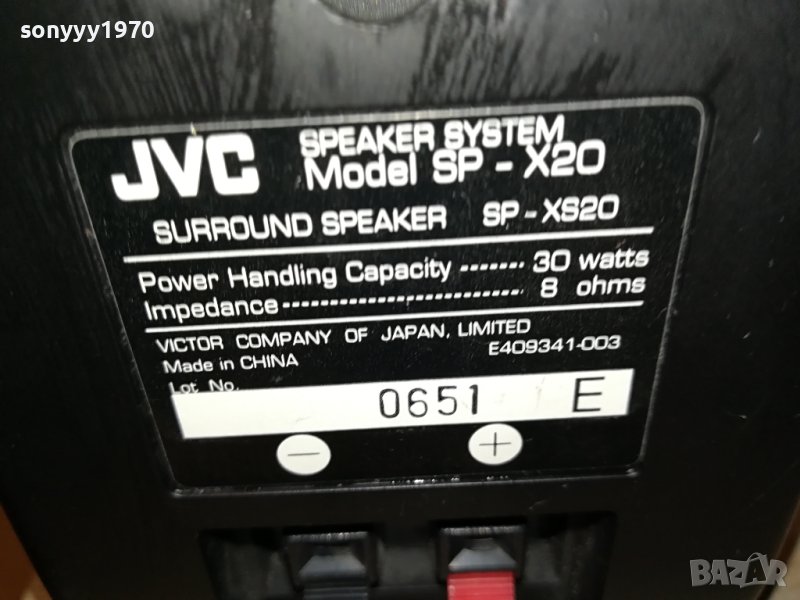 sonyyy1970
JVC
SPEAKER SYSTEM
Model SP - X20
SURROUND SPEAKER SP - XS20
Power Handling Capacity ------- 30 watts
Impedance ------------------------- 8 ohms
VICTOR COMPANY OF JAPAN, LIMITED
Made in CHINA E409341-003
Lot No.
0651 E
− +
BAZAR